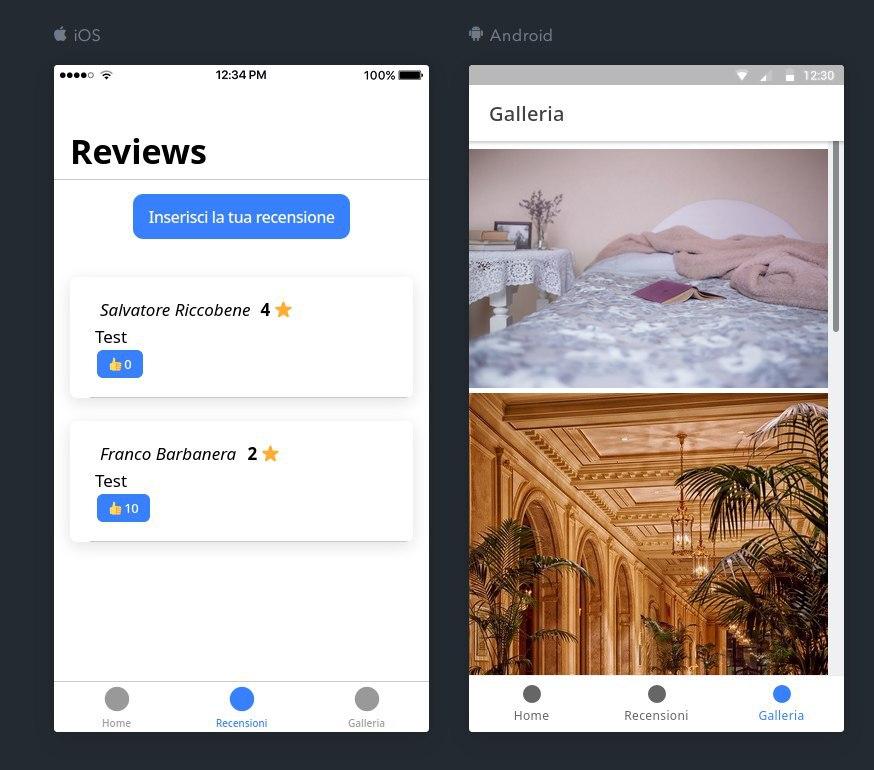 iOS
12:34 PM
100%
Reviews
Inserisci la tua recensione
Salvatore Riccobene 4
Test
0
Franco Barbanera 2
Test
10
Home
Recensioni
Galleria
Android
12:30
Galleria
Home
Recensioni
Galleria